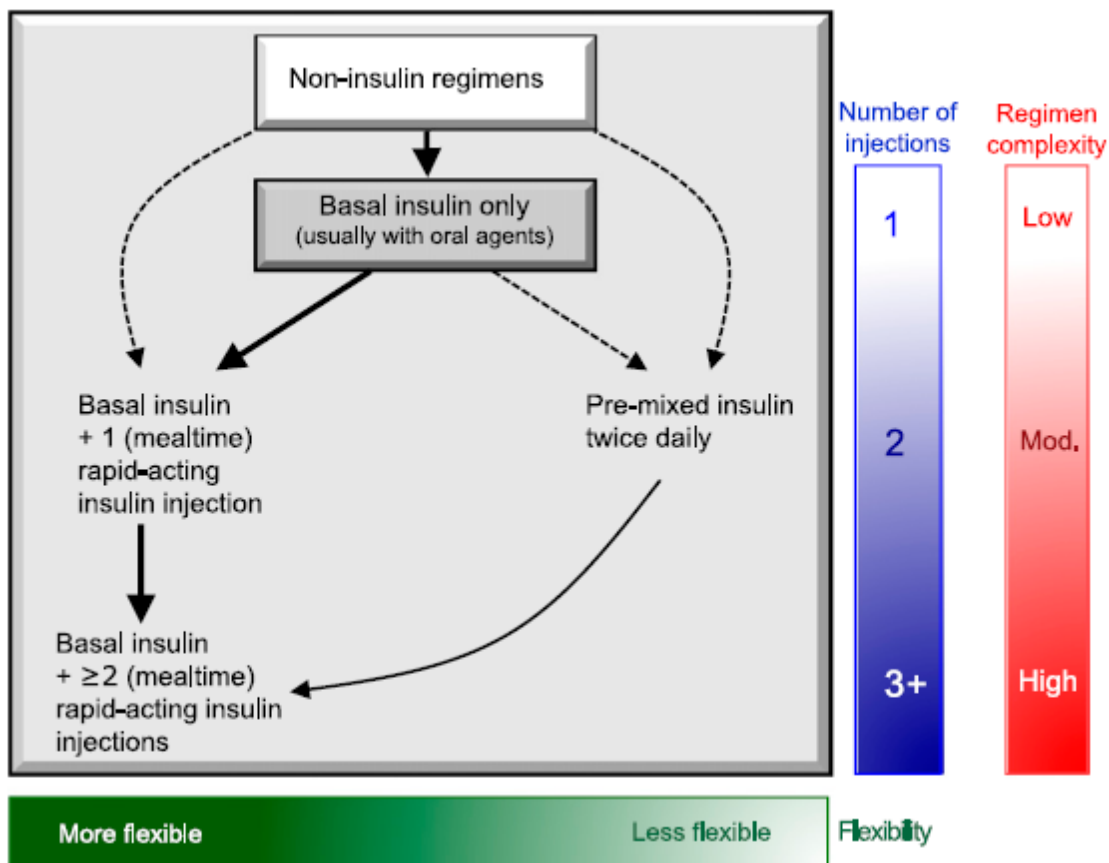 Non-insulin regimens
Basal insulin only
(usually with oral agents)
Basal insulin
+ 1 (mealtime)
rapid-acting
insulin injection
Pre-mixed insulin
twice daily
Basal insulin
+ ≥2 (mealtime)
rapid-acting insulin
injections
Number of
injections
1
2
3+
Regimen
complexity
Low
Mod.
High
More flexible
Less flexible
Flexibility